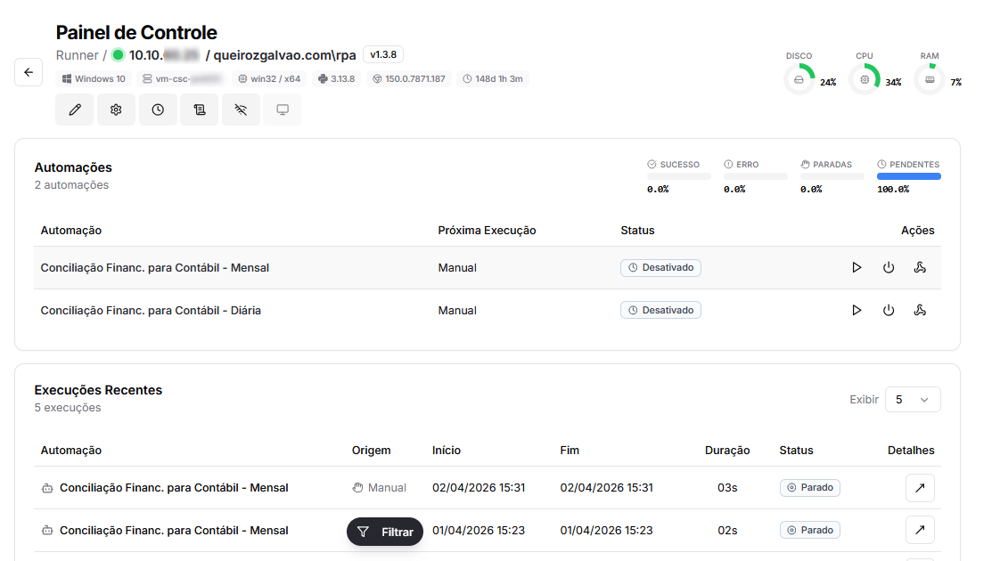 Painel de Controle
Runner / 10.10. / queirozgalvao.com\rpa v1.3.8
Windows 10 vm-csc- win32 / x64 3.13.8 150.0.7871.187 148d 1h 3m
DISCO CPU RAM
24% 34% 7%
Automações
2 automações
SUCESSO ERRO PARADAS PENDENTES
0.0% 0.0% 0.0% 100.0%
Automação Próxima Execução Status Ações
Conciliação Financ. para Contábil - Mensal Manual Desativado
Conciliação Financ. para Contábil - Diária Manual Desativado
Execuções Recentes
5 execuções
Exibir 5
Automação Origem Início Fim Duração Status Detalhes
Conciliação Financ. para Contábil - Mensal Manual 02/04/2026 15:31 02/04/2026 15:31 03s Parado
Conciliação Financ. para Contábil - Mensal Filtrar 01/04/2026 15:23 01/04/2026 15:23 02s Parado